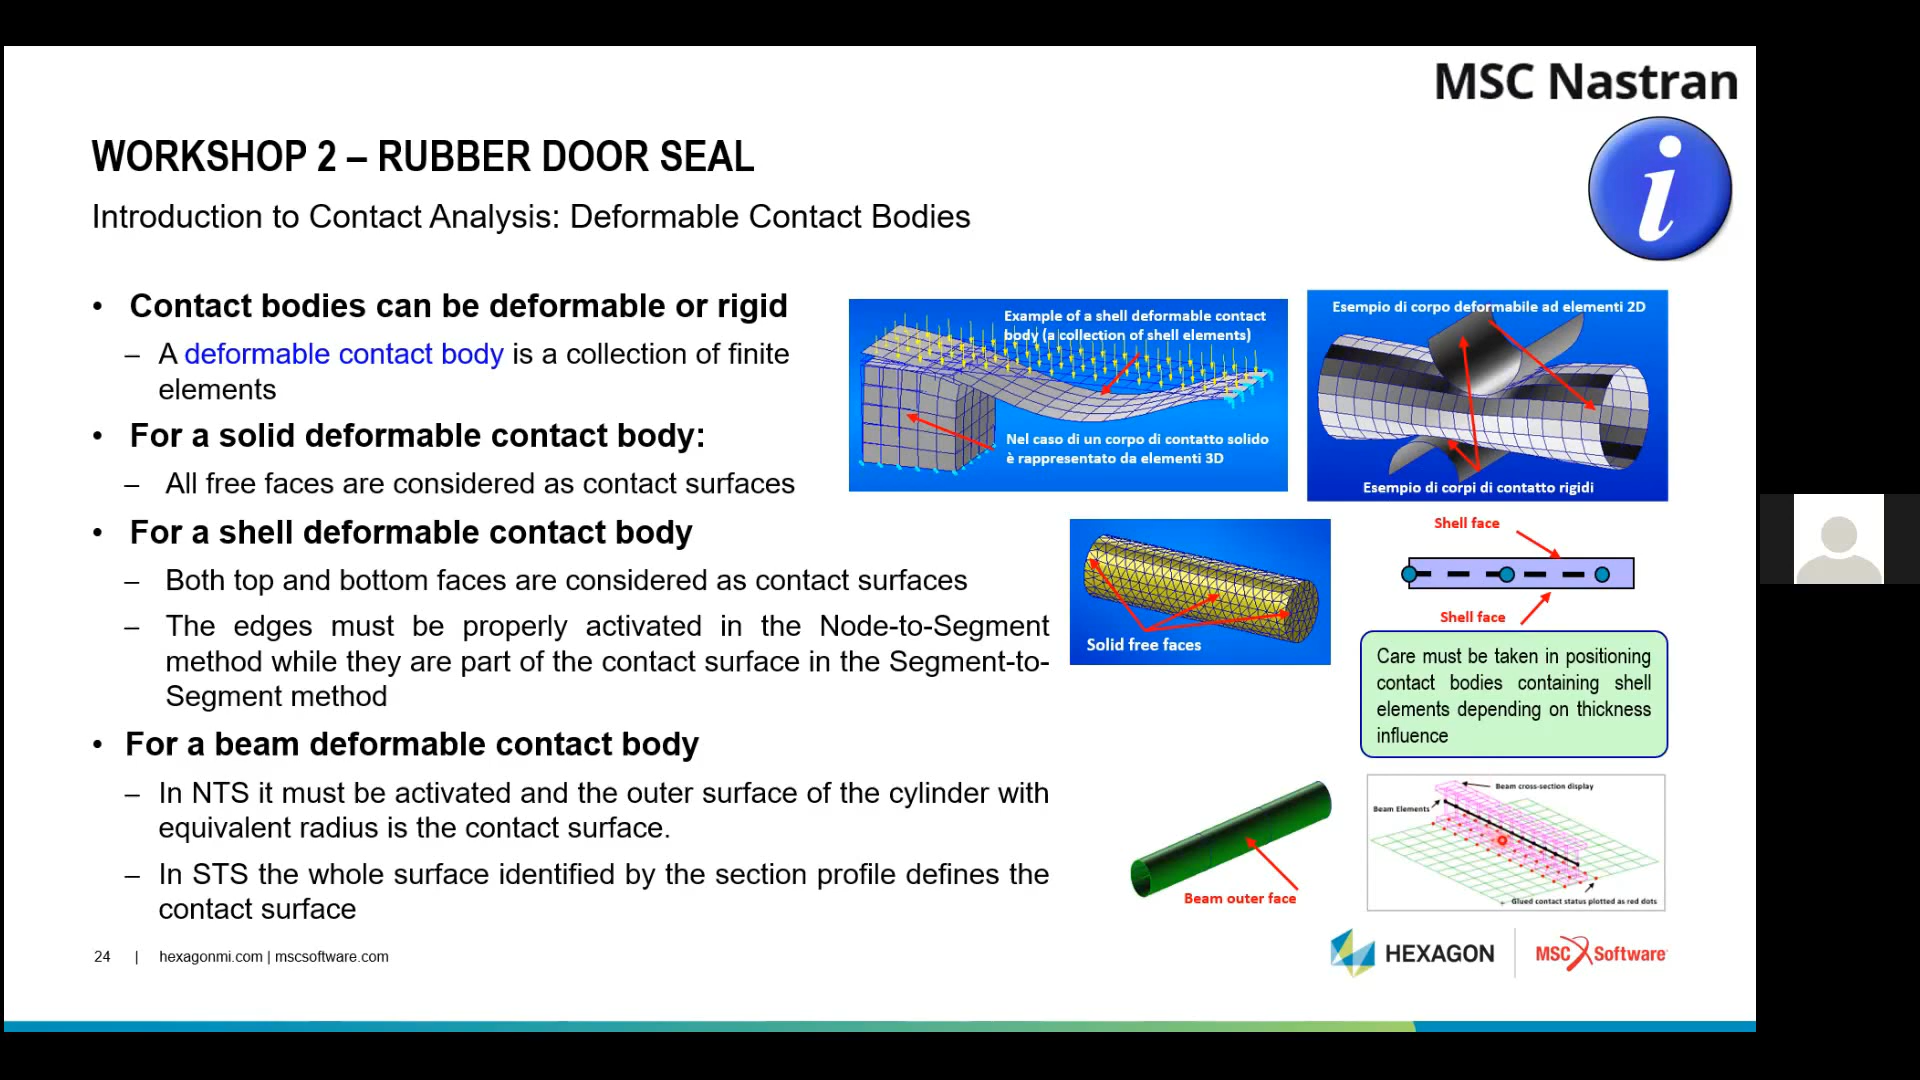 MSC Nastran
WORKSHOP 2 – RUBBER DOOR SEAL
Introduction to Contact Analysis: Deformable Contact Bodies
• Contact bodies can be deformable or rigid
– A deformable contact body is a collection of finite
elements
• For a solid deformable contact body:
– All free faces are considered as contact surfaces
• For a shell deformable contact body
– Both top and bottom faces are considered as contact surfaces
– The edges must be properly activated in the Node-to-Segment
method while they are part of the contact surface in the Segment-to-
Segment method
• For a beam deformable contact body
– In NTS it must be activated and the outer surface of the cylinder with
equivalent radius is the contact surface.
– In STS the whole surface identified by the section profile defines the
contact surface
Example of a shell deformable contact
body (a collection of shell elements)
Nel caso di un corpo di contatto solido
è rappresentato da elementi 3D
Esempio di corpo deformabile ad elementi 2D
Esempio di corpi di contatto rigidi
Solid free faces
Shell face
Shell face
Care must be taken in positioning
contact bodies containing shell
elements depending on thickness
influence
Beam outer face
Beam cross-section display
Beam Elements
Glued contact status plotted as red dots
24 | hexagonmi.com | mscsoftware.com
HEXAGON
MSC Software